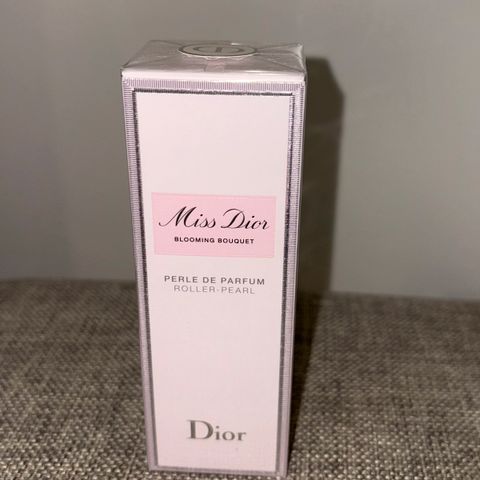 Miss Dior
BLOOMING BOUQUET
PERLE DE PARFUM
ROLLER-PEARL
Dior